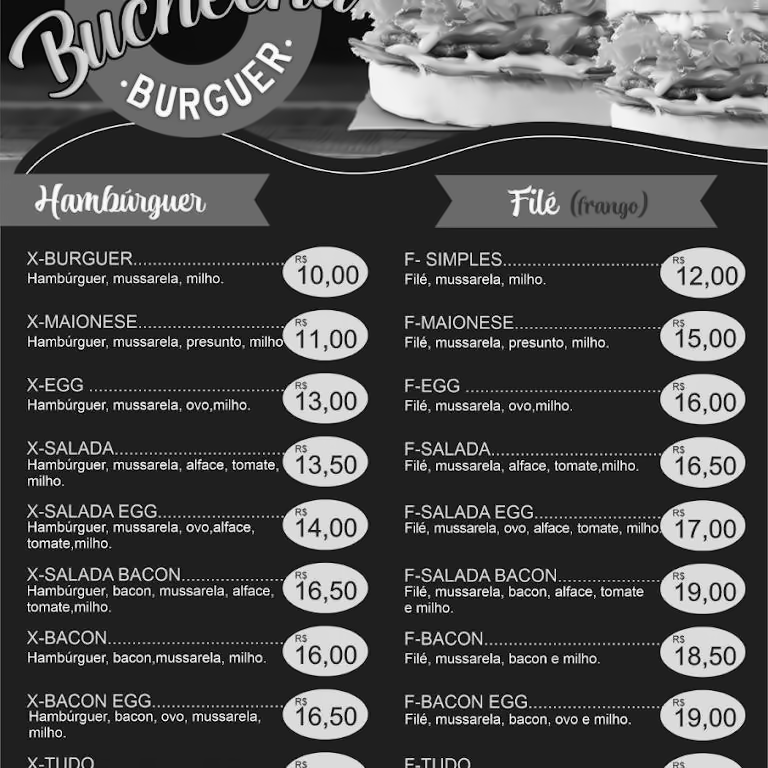 BURGUER
Hambúrguer
Filé (frango)
X-BURGUER
R$
10,00
Hambúrguer, mussarela, milho.
X-MAIONESE
R$
11,00
Hambúrguer, mussarela, presunto, milho
X-EGG
R$
13,00
Hambúrguer, mussarela, ovo,milho.
X-SALADA
R$
13,50
Hambúrguer, mussarela, alface, tomate,
milho.
X-SALADA EGG
R$
14,00
Hambúrguer, mussarela, ovo,alface,
tomate,milho.
X-SALADA BACON
R$
16,50
Hambúrguer, bacon, mussarela, alface,
tomate,milho.
X-BACON
R$
16,00
Hambúrguer, bacon,mussarela, milho.
X-BACON EGG
R$
16,50
Hambúrguer, bacon, ovo, mussarela,
milho.
X-TUDO
R$
F- SIMPLES
R$
12,00
Filé, mussarela, milho.
F-MAIONESE
R$
15,00
Filé, mussarela, presunto, milho.
F-EGG
R$
16,00
Filé, mussarela, ovo,milho.
F-SALADA
R$
16,50
Filé, mussarela, alface, tomate,milho.
F-SALADA EGG
R$
17,00
Filé, mussarela, ovo, alface, tomate, milho.
F-SALADA BACON
R$
19,00
Filé, mussarela, bacon, alface, tomate
e milho.
F-BACON
R$
18,50
Filé, mussarela, bacon e milho.
F-BACON EGG
R$
19,00
Filé, mussarela, bacon, ovo e milho.
F-TUDO
R$